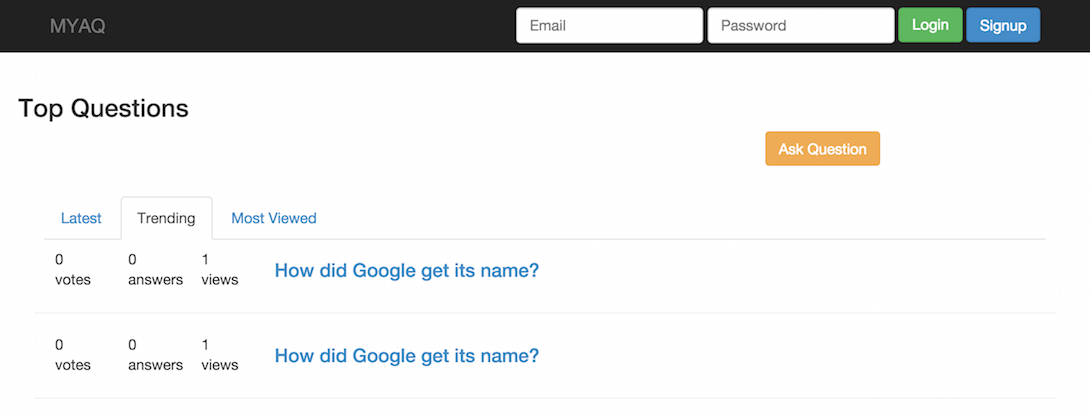 MYAQ Email Password Login Signup
Top Questions
Ask Question
Latest Trending Most Viewed
0 0 1
votes answers views How did Google get its name?
0 0 1
votes answers views How did Google get its name?